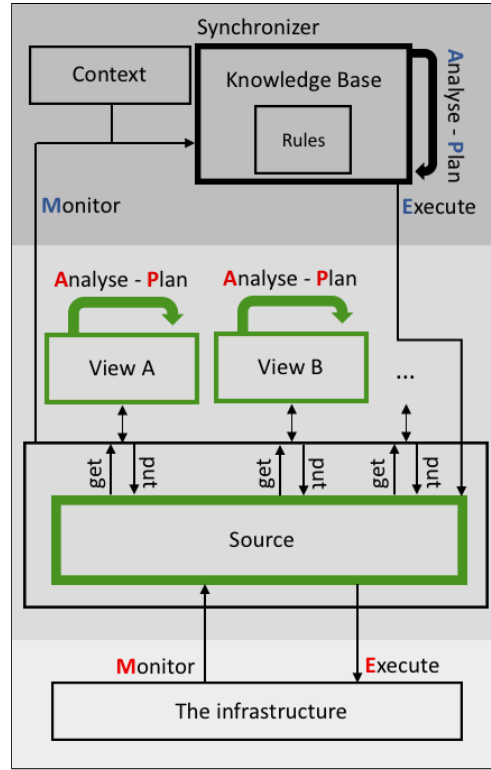 Synchronizer
Context
Knowledge Base
Rules
Analyse - Plan
Monitor
Execute
Analyse - Plan
Analyse - Plan
View A
View B
...
get
put
get
put
get
put
Source
Monitor
Execute
The infrastructure